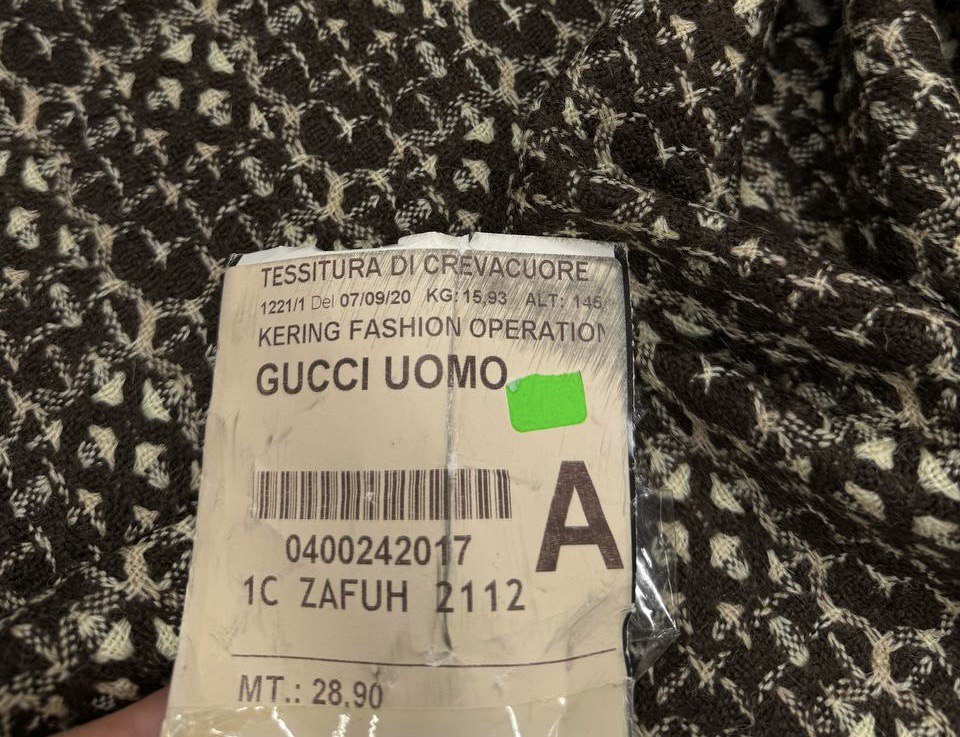 TESSITURA DI CREVACUORE
1221/1 Del 07/09/20 KG: 15,93 ALT: 145
KERING FASHION OPERATION
GUCCI UOMO
A
0400242017
1C ZAFUH 2112
MT.: 28,90